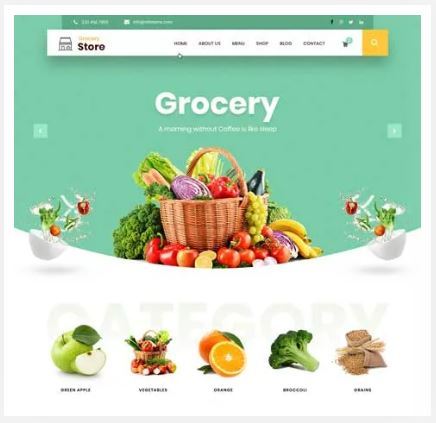 Grocery
Store
HOME ABOUT US MENU SHOP BLOG CONTACT
Grocery
A morning without Coffee is like sleep
CATEGORY
GREEN APPLE VEGETABLES ORANGE BROCCOLI GRAINS